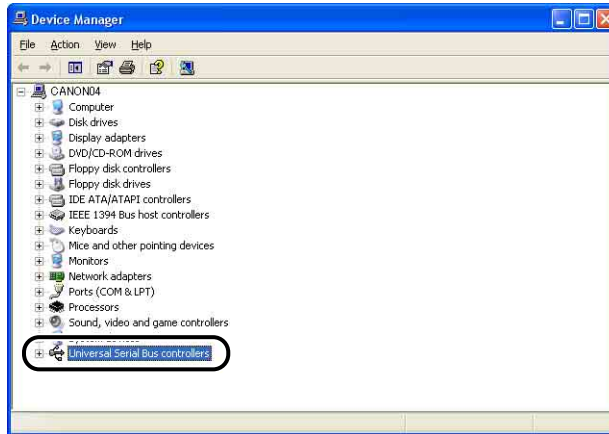 Device Manager
File Action View Help
CANON04
Computer
Disk drives
Display adapters
DVD/CD-ROM drives
Floppy disk controllers
Floppy disk drives
IDE ATA/ATAPI controllers
IEEE 1394 Bus host controllers
Keyboards
Mice and other pointing devices
Monitors
Network adapters
Ports (COM & LPT)
Processors
Sound, video and game controllers
Universal Serial Bus controllers